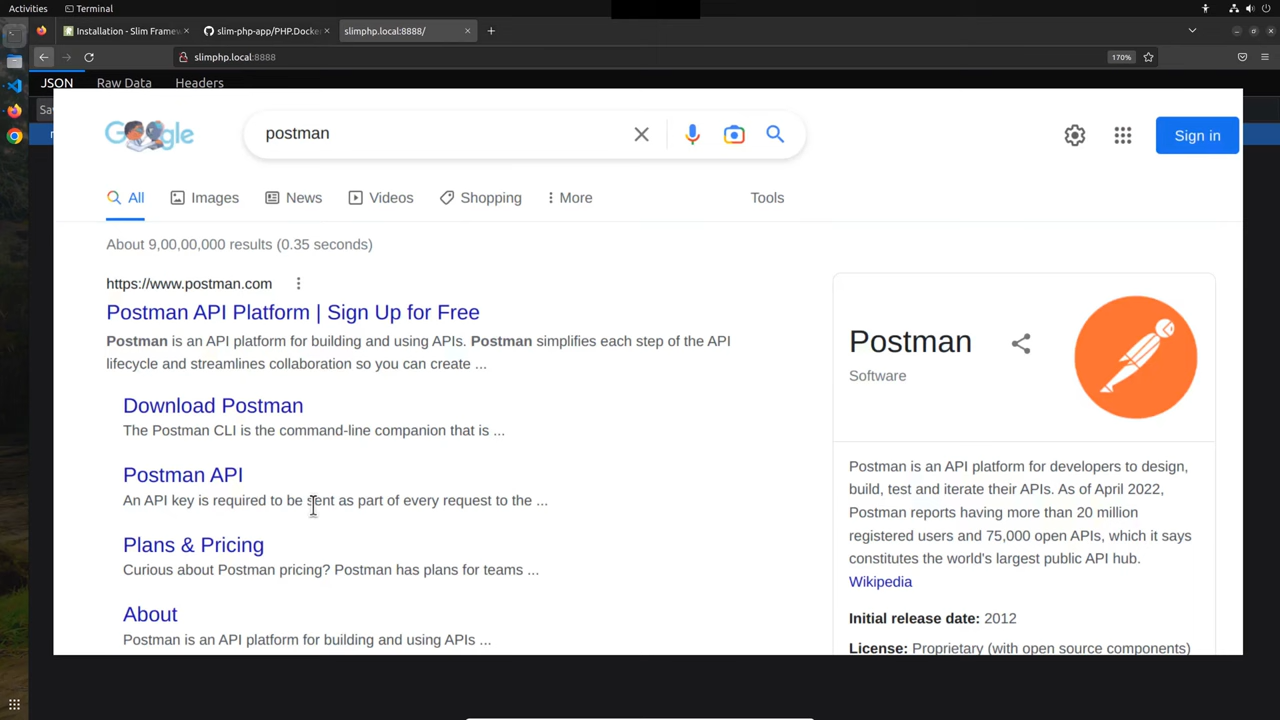 Activities
Terminal
Installation - Slim Framew
slim-php-app/PHP.Docke
slimphp.local:8888/
slimphp.local:8888
170%
JSON
Raw Data
Headers
Google
postman
Sign in
All
Images
News
Videos
Shopping
More
Tools
About 9,00,00,000 results (0.35 seconds)
https://www.postman.com
Postman API Platform | Sign Up for Free
Postman is an API platform for building and using APIs. Postman simplifies each step of the API
lifecycle and streamlines collaboration so you can create ...
Download Postman
The Postman CLI is the command-line companion that is ...
Postman API
An API key is required to be sent as part of every request to the ...
Plans & Pricing
Curious about Postman pricing? Postman has plans for teams ...
About
Postman is an API platform for building and using APIs ...
Postman
Software
Postman is an API platform for developers to design,
build, test and iterate their APIs. As of April 2022,
Postman reports having more than 20 million
registered users and 75,000 open APIs, which it says
constitutes the world's largest public API hub.
Wikipedia
Initial release date: 2012
License: Proprietary (with open source components)